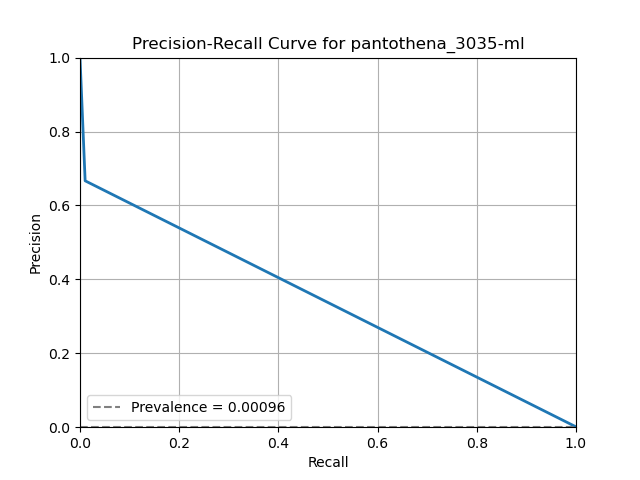 Precision-Recall Curve for pantothena_3035-ml
1.0
0.8
0.6
0.4
0.2
0.0
Precision
Prevalence = 0.00096
0.0 0.2 0.4 0.6 0.8 1.0
Recall